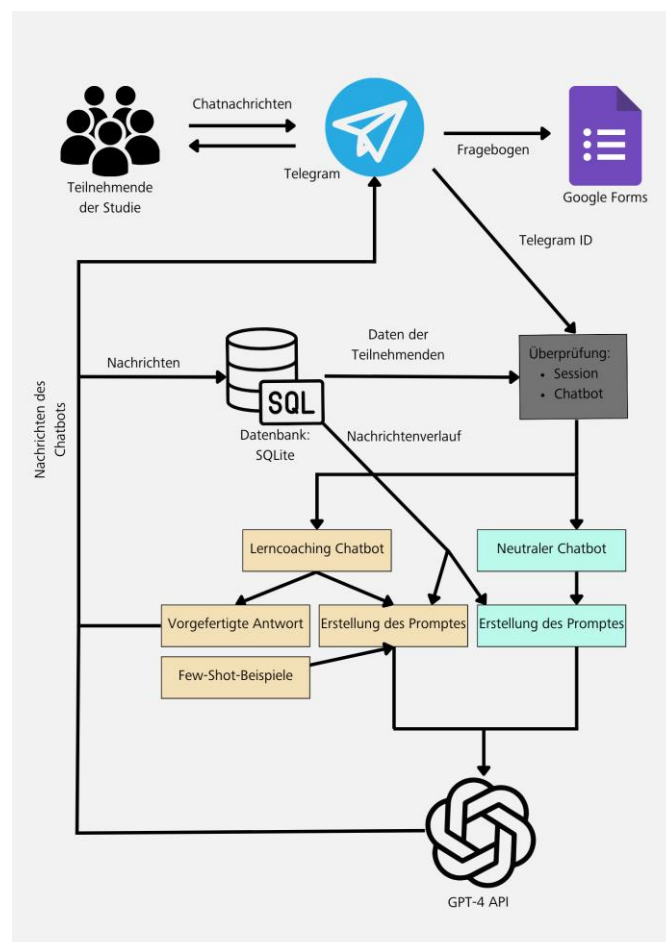 Chatnachrichten
Telegram
Fragebogen
Teilnehmende
der Studie
Google Forms
Telegram ID
Nachrichten
Daten der
Teilnehmenden
Überprüfung:
• Session
• Chatbot
SQL
Datenbank:
SQLite
Nachrichtenverlauf
Nachrichten des
Chatbots
Lerncoaching Chatbot
Neutraler Chatbot
Vorgefertigte Antwort
Erstellung des Promptes
Erstellung des Promptes
Few-Shot-Beispiele
GPT-4 API